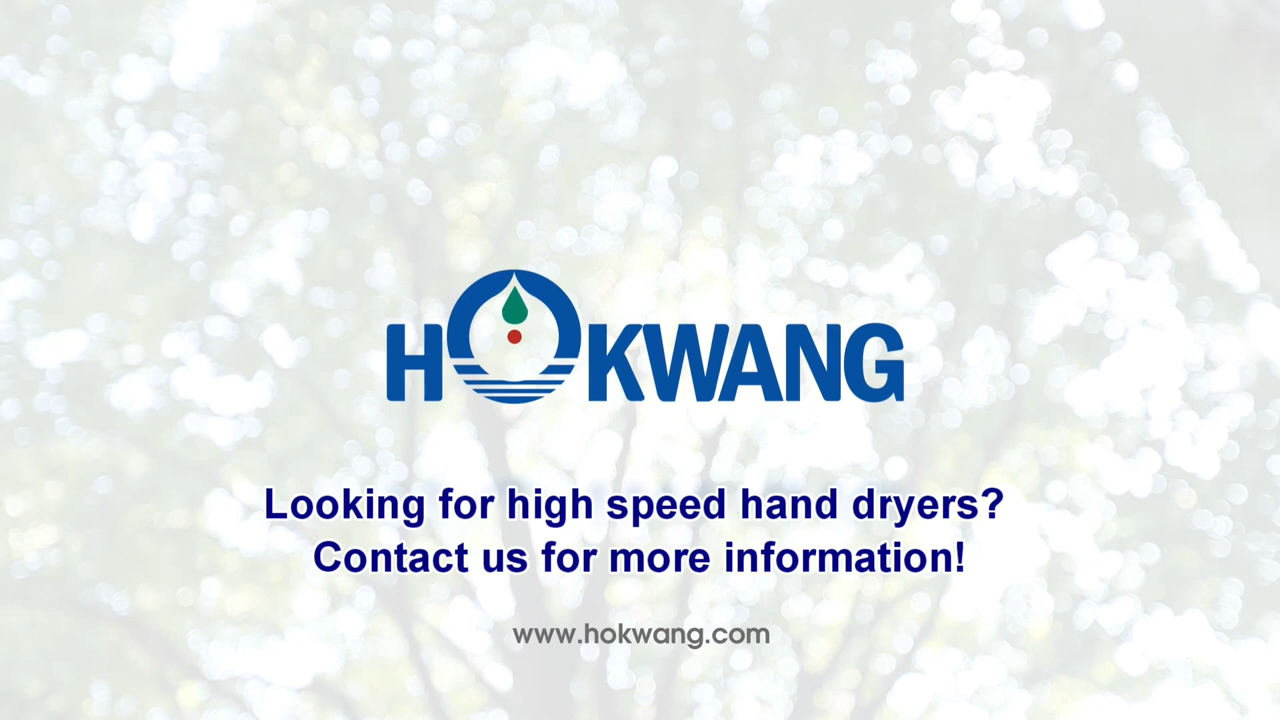 HOKWANG
Looking for high speed hand dryers?
Contact us for more information!
www.hokwang.com